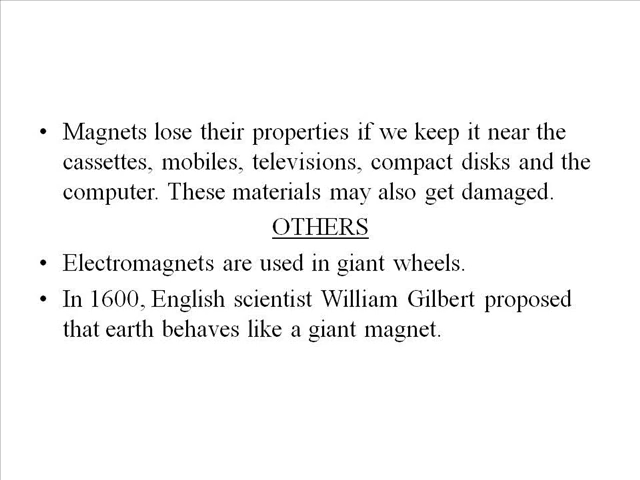 • Magnets lose their properties if we keep it near the
cassettes, mobiles, televisions, compact disks and the
computer. These materials may also get damaged.
OTHERS
• Electromagnets are used in giant wheels.
• In 1600, English scientist William Gilbert proposed
that earth behaves like a giant magnet.